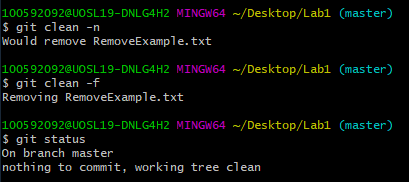 100592092@UOSL19-DNLG4H2 MINGW64 ~/Desktop/Lab1 (master)
$ git clean -n
Would remove RemoveExample.txt
100592092@UOSL19-DNLG4H2 MINGW64 ~/Desktop/Lab1 (master)
$ git clean -f
Removing RemoveExample.txt
100592092@UOSL19-DNLG4H2 MINGW64 ~/Desktop/Lab1 (master)
$ git status
On branch master
nothing to commit, working tree clean